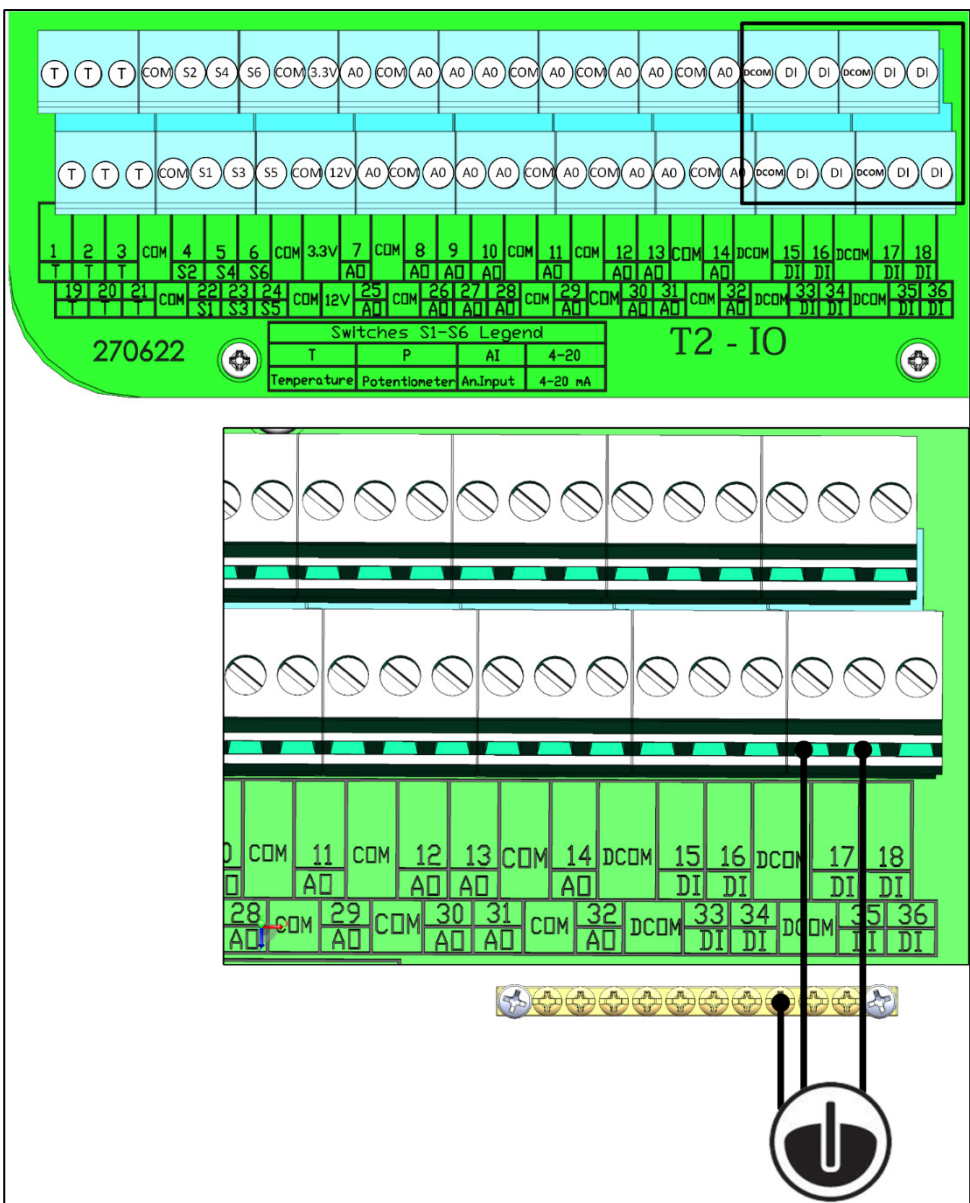 T T T COM S2 S4 S6 COM 3.3V A0 COM A0 A0 A0 COM A0 COM A0 A0 COM A0 DCOM DI DI DCOM DI DI
T T T COM S1 S3 S5 COM 12V A0 COM A0 A0 A0 COM A0 COM A0 A0 COM A0 DCOM DI DI DCOM DI DI
1 2 3 COM 4 5 6 COM 3.3V 7 COM 8 9 10 COM 11 COM 12 13 COM 14 DCOM 15 16 DCOM 17 18
T T T S2 S4 S6 AO AO AO AO AO AO AO AO DI DI DI DI
19 20 21 COM 22 23 24 COM 12V 25 COM 26 27 28 COM 29 COM 30 31 COM 32 DCOM 33 34 DCOM 35 36
T T T S1 S3 S5 AO AO AO AO AO AO AO AO DI DI DI DI
270622
Switches S1-S6 Legend
T P AI 4-20
Temperature Potentiometer An.Input 4-20 mA
T2 - IO
COM 11 COM 12 13 COM 14 DCOM 15 16 DCOM 17 18
AO AO AO AO DI DI DI DI
28 COM 29 COM 30 31 COM 32 DCOM 33 34 DCOM 35 36
AO AO AO AO AO DI DI DI DI